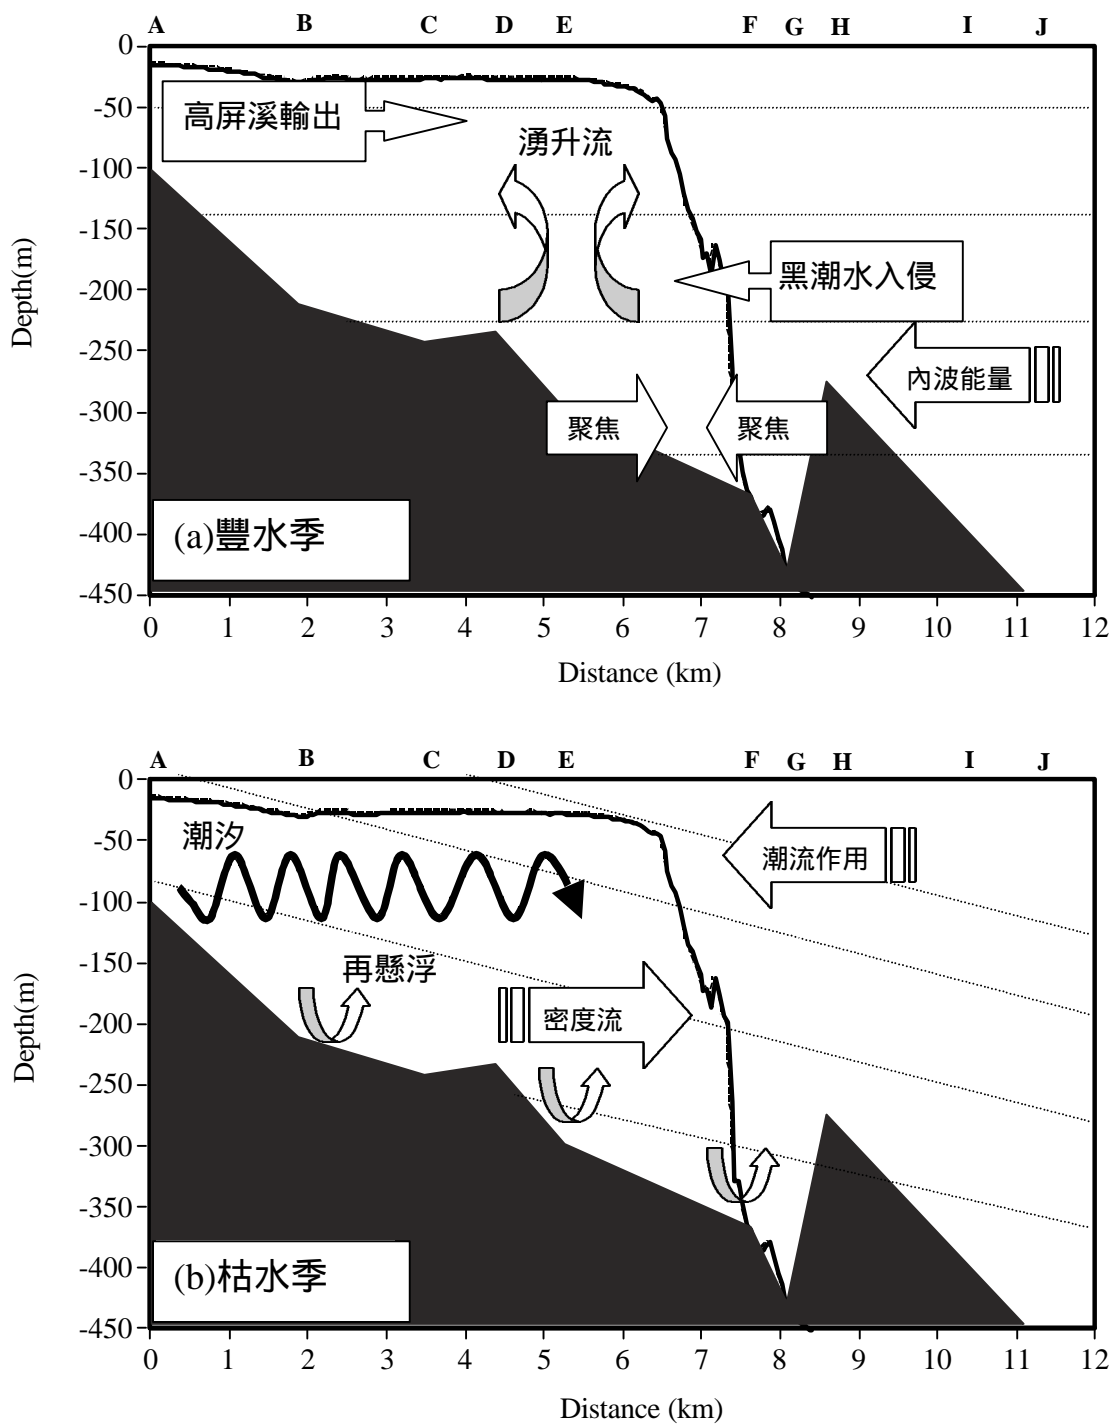 A B C D E F G H I J
0
-50
高屏溪輸出
湧升流
-100
-150
黑潮水入侵
-200
Depth(m)
-250
內波能量
-300
聚焦 聚焦
-350
-400
(a)豐水季
-450
0 1 2 3 4 5 6 7 8 9 10 11 12
Distance (km)
A B C D E F G H I J
0
潮汐
-50
潮流作用
-100
-150
再懸浮
-200
密度流
Depth(m)
-250
-300
-350
-400
(b)枯水季
-450
0 1 2 3 4 5 6 7 8 9 10 11 12
Distance (km)